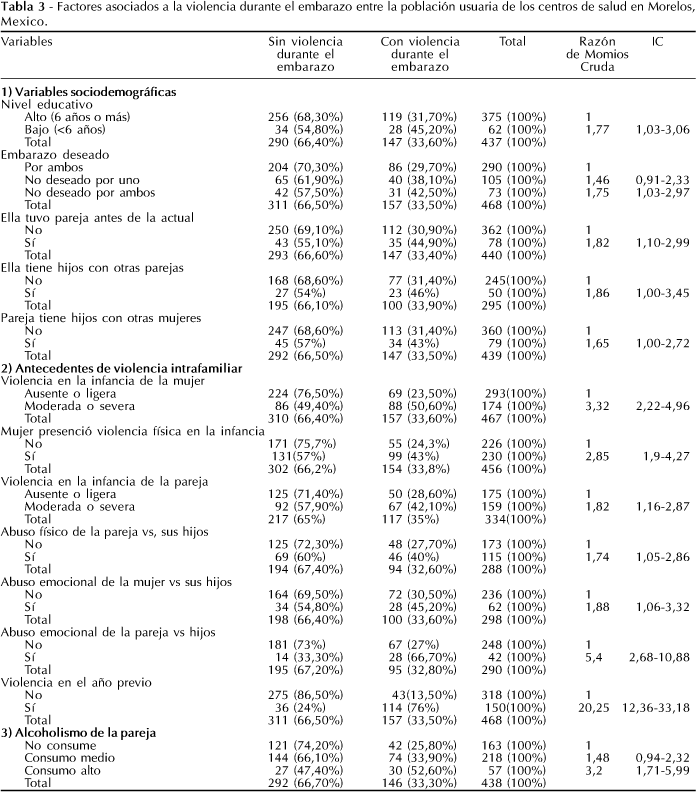 Tabla 3 - Factores asociados a la violencia durante el embarazo entre la población usuaria de los centros de salud en Morelos,
Mexico.
Variables Sin violencia durante el embarazo Con violencia durante el embarazo Total Razón de Momios Cruda IC
1) Variables sociodemográficas
Nivel educativo
Alto (6 años o más) 256 (68,30%) 119 (31,70%) 375 (100%) 1
Bajo (<6 años) 34 (54,80%) 28 (45,20%) 62 (100%) 1,77 1,03-3,06
Total 290 (66,40%) 147 (33,60%) 437 (100%)
Embarazo deseado
Por ambos 204 (70,30%) 86 (29,70%) 290 (100%) 1
No deseado por uno 65 (61,90%) 40 (38,10%) 105 (100%) 1,46 0,91-2,33
No deseado por ambos 42 (57,50%) 31 (42,50%) 73 (100%) 1,75 1,03-2,97
Total 311 (66,50%) 157 (33,50%) 468 (100%)
Ella tuvo pareja antes de la actual
No 250 (69,10%) 112 (30,90%) 362 (100%) 1
Sí 43 (55,10%) 35 (44,90%) 78 (100%) 1,82 1,10-2,99
Total 293 (66,60%) 147 (33,40%) 440 (100%)
Ella tiene hijos con otras parejas
No 168 (68,60%) 77 (31,40%) 245(100%) 1
Sí 27 (54%) 23 (46%) 50 (100%) 1,86 1,00-3,45
Total 195 (66,10%) 100 (33,90%) 295 (100%)
Pareja tiene hijos con otras mujeres
No 247 (68,60%) 113 (31,40%) 360 (100%) 1
Sí 45 (57%) 34 (43%) 79 (100%) 1,65 1,00-2,72
Total 292 (66,50%) 147 (33,50%) 439 (100%)
2) Antecedentes de violencia intrafamiliar
Violencia en la infancia de la mujer
Ausente o ligera 224 (76,50%) 69 (23,50%) 293(100%) 1
Moderada o severa 86 (49,40%) 88 (50,60%) 174 (100%) 3,32 2,22-4,96
Total 310 (66,40%) 157 (33,60%) 467 (100%)
Mujer presenció violencia física en la infancia
No 171 (75,7%) 55 (24,3%) 226 (100%) 1
Sí 131(57%) 99 (43%) 230 (100%) 2,85 1,9-4,27
Total 302 (66,2%) 154 (33,8%) 456 (100%)
Violencia en la infancia de la pareja
Ausente o ligera 125 (71,40%) 50 (28,60%) 175 (100%) 1
Moderada o severa 92 (57,90%) 67 (42,10%) 159 (100%) 1,82 1,16-2,87
Total 217 (65%) 117 (35%) 334(100%)
Abuso físico de la pareja vs, sus hijos
No 125 (72,30%) 48 (27,70%) 173 (100%) 1
Sí 69 (60%) 46 (40%) 115 (100%) 1,74 1,05-2,86
Total 194 (67,40%) 94 (32,60%) 288 (100%)
Abuso emocional de la mujer vs sus hijos
No 164 (69,50%) 72 (30,50%) 236 (100%) 1
Sí 34 (54,80%) 28 (45,20%) 62 (100%) 1,88 1,06-3,32
Total 198 (66,40%) 100 (33,60%) 298 (100%)
Abuso emocional de la pareja vs hijos
No 181 (73%) 67 (27%) 248 (100%) 1
Sí 14 (33,30%) 28 (66,70%) 42 (100%) 5,4 2,68-10,88
Total 195 (67,20%) 95 (32,80%) 290 (100%)
Violencia en el año previo
No 275 (86,50%) 43(13,50%) 318 (100%) 1
Sí 36 (24%) 114 (76%) 150(100%) 20,25 12,36-33,18
Total 311 (66,50%) 157 (33,50%) 468 (100%)
3) Alcoholismo de la pareja
No consume 121 (74,20%) 42 (25,80%) 163 (100%) 1
Consumo medio 144 (66,10%) 74 (33,90%) 218 (100%) 1,48 0,94-2,32
Consumo alto 27 (47,40%) 30 (52,60%) 57 (100%) 3,2 1,71-5,99
Total 292 (66,70%) 146 (33,30%) 438 (100%)